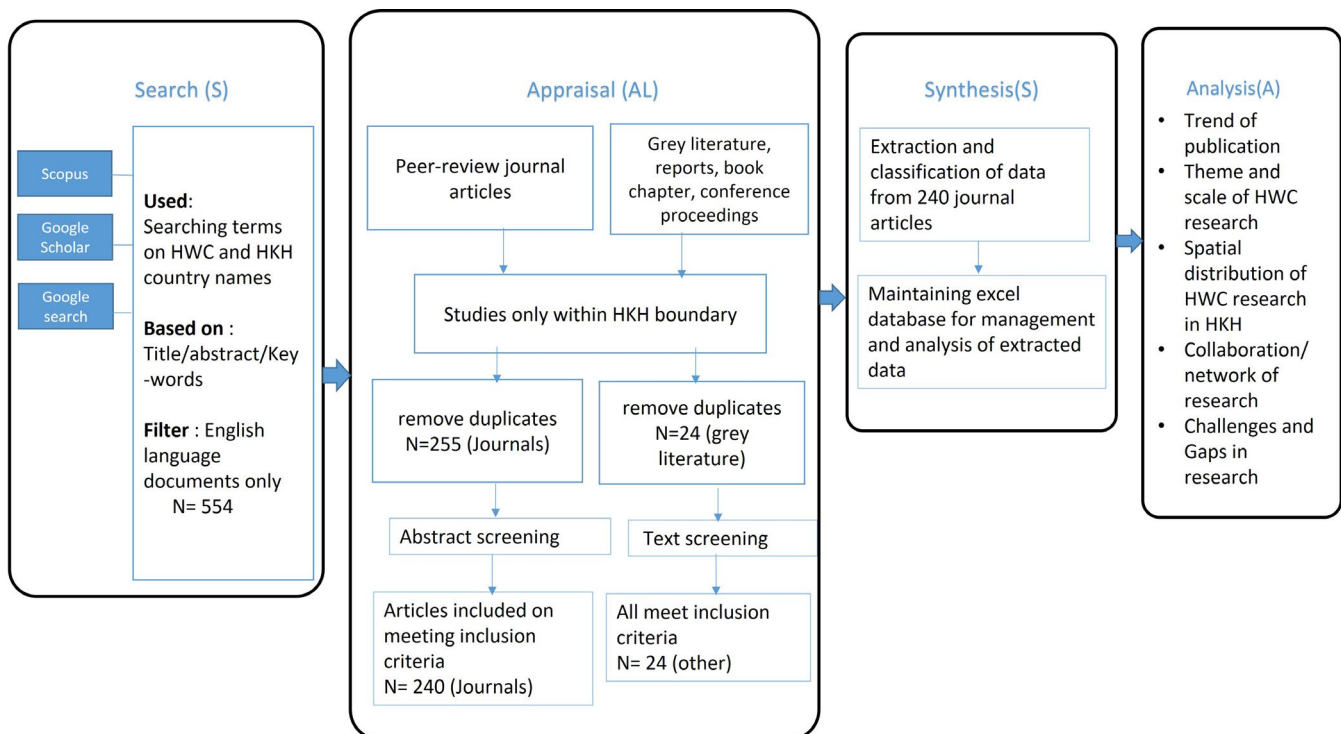 Search (S)
Scopus
Google
Scholar
Google
search
Used:
Searching terms
on HWC and HKH
country names
Based on :
Title/abstract/Key
-words
Filter : English
language
documents only
N= 554
Appraisal (AL)
Peer-review journal
articles
Grey literature,
reports, book
chapter, conference
proceedings
Studies only within HKH boundary
remove duplicates
N=255 (Journals)
remove duplicates
N=24 (grey
literature)
Abstract screening
Text screening
Articles included on
meeting inclusion
criteria
N= 240 (Journals)
All meet inclusion
criteria
N= 24 (other)
Synthesis(S)
Extraction and
classification of data
from 240 journal
articles
Maintaining excel
database for management
and analysis of extracted
data
Analysis(A)
• Trend of
publication
• Theme and
scale of HWC
research
• Spatial
distribution of
HWC research
in HKH
• Collaboration/
network of
research
• Challenges and
Gaps in
research